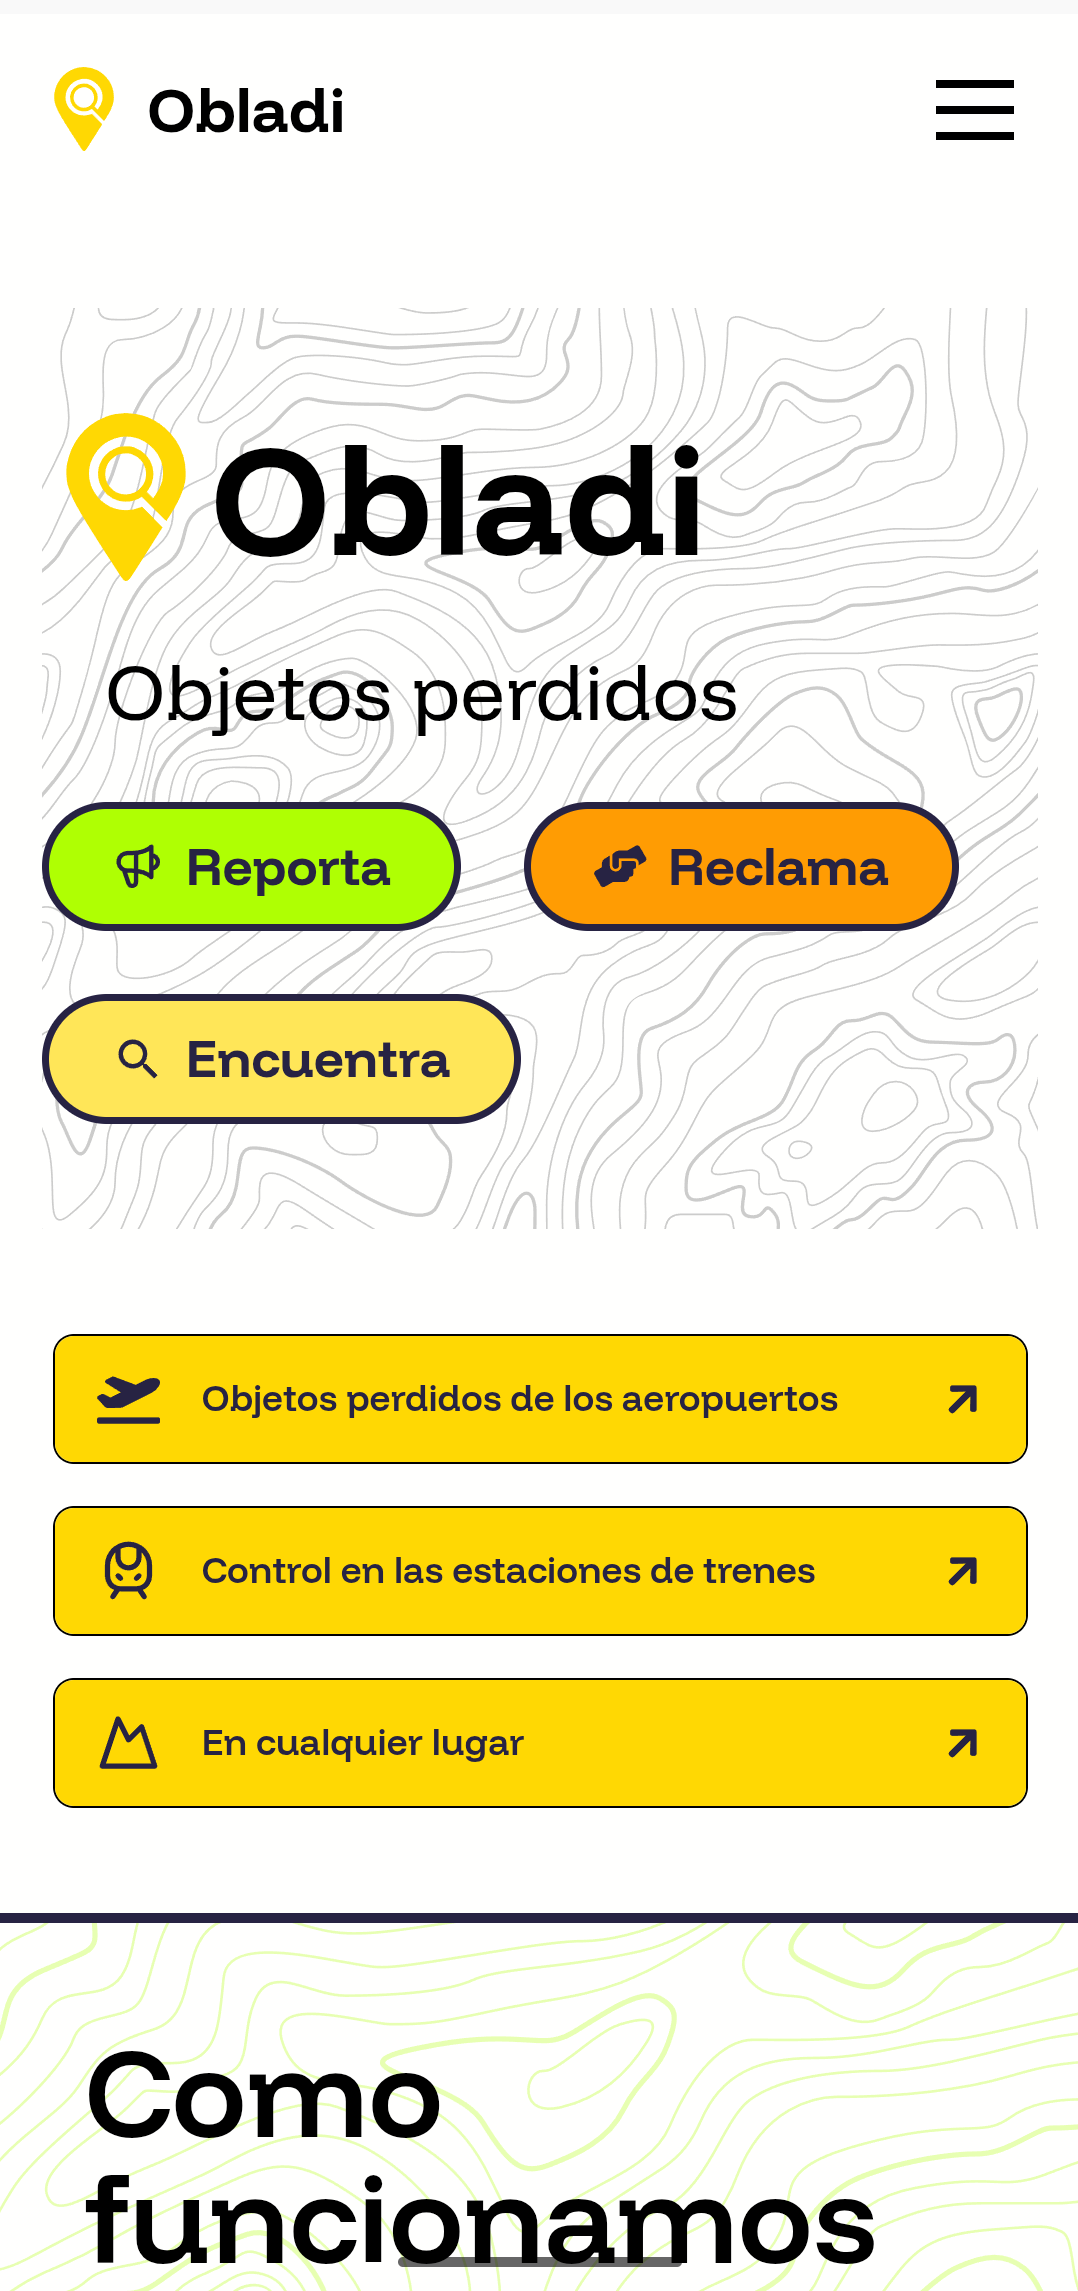 Obladi
Obladi
Objetos perdidos
Reporta
Reclama
Encuentra
Objetos perdidos de los aeropuertos
Control en las estaciones de trenes
En cualquier lugar
Como
funcionamos